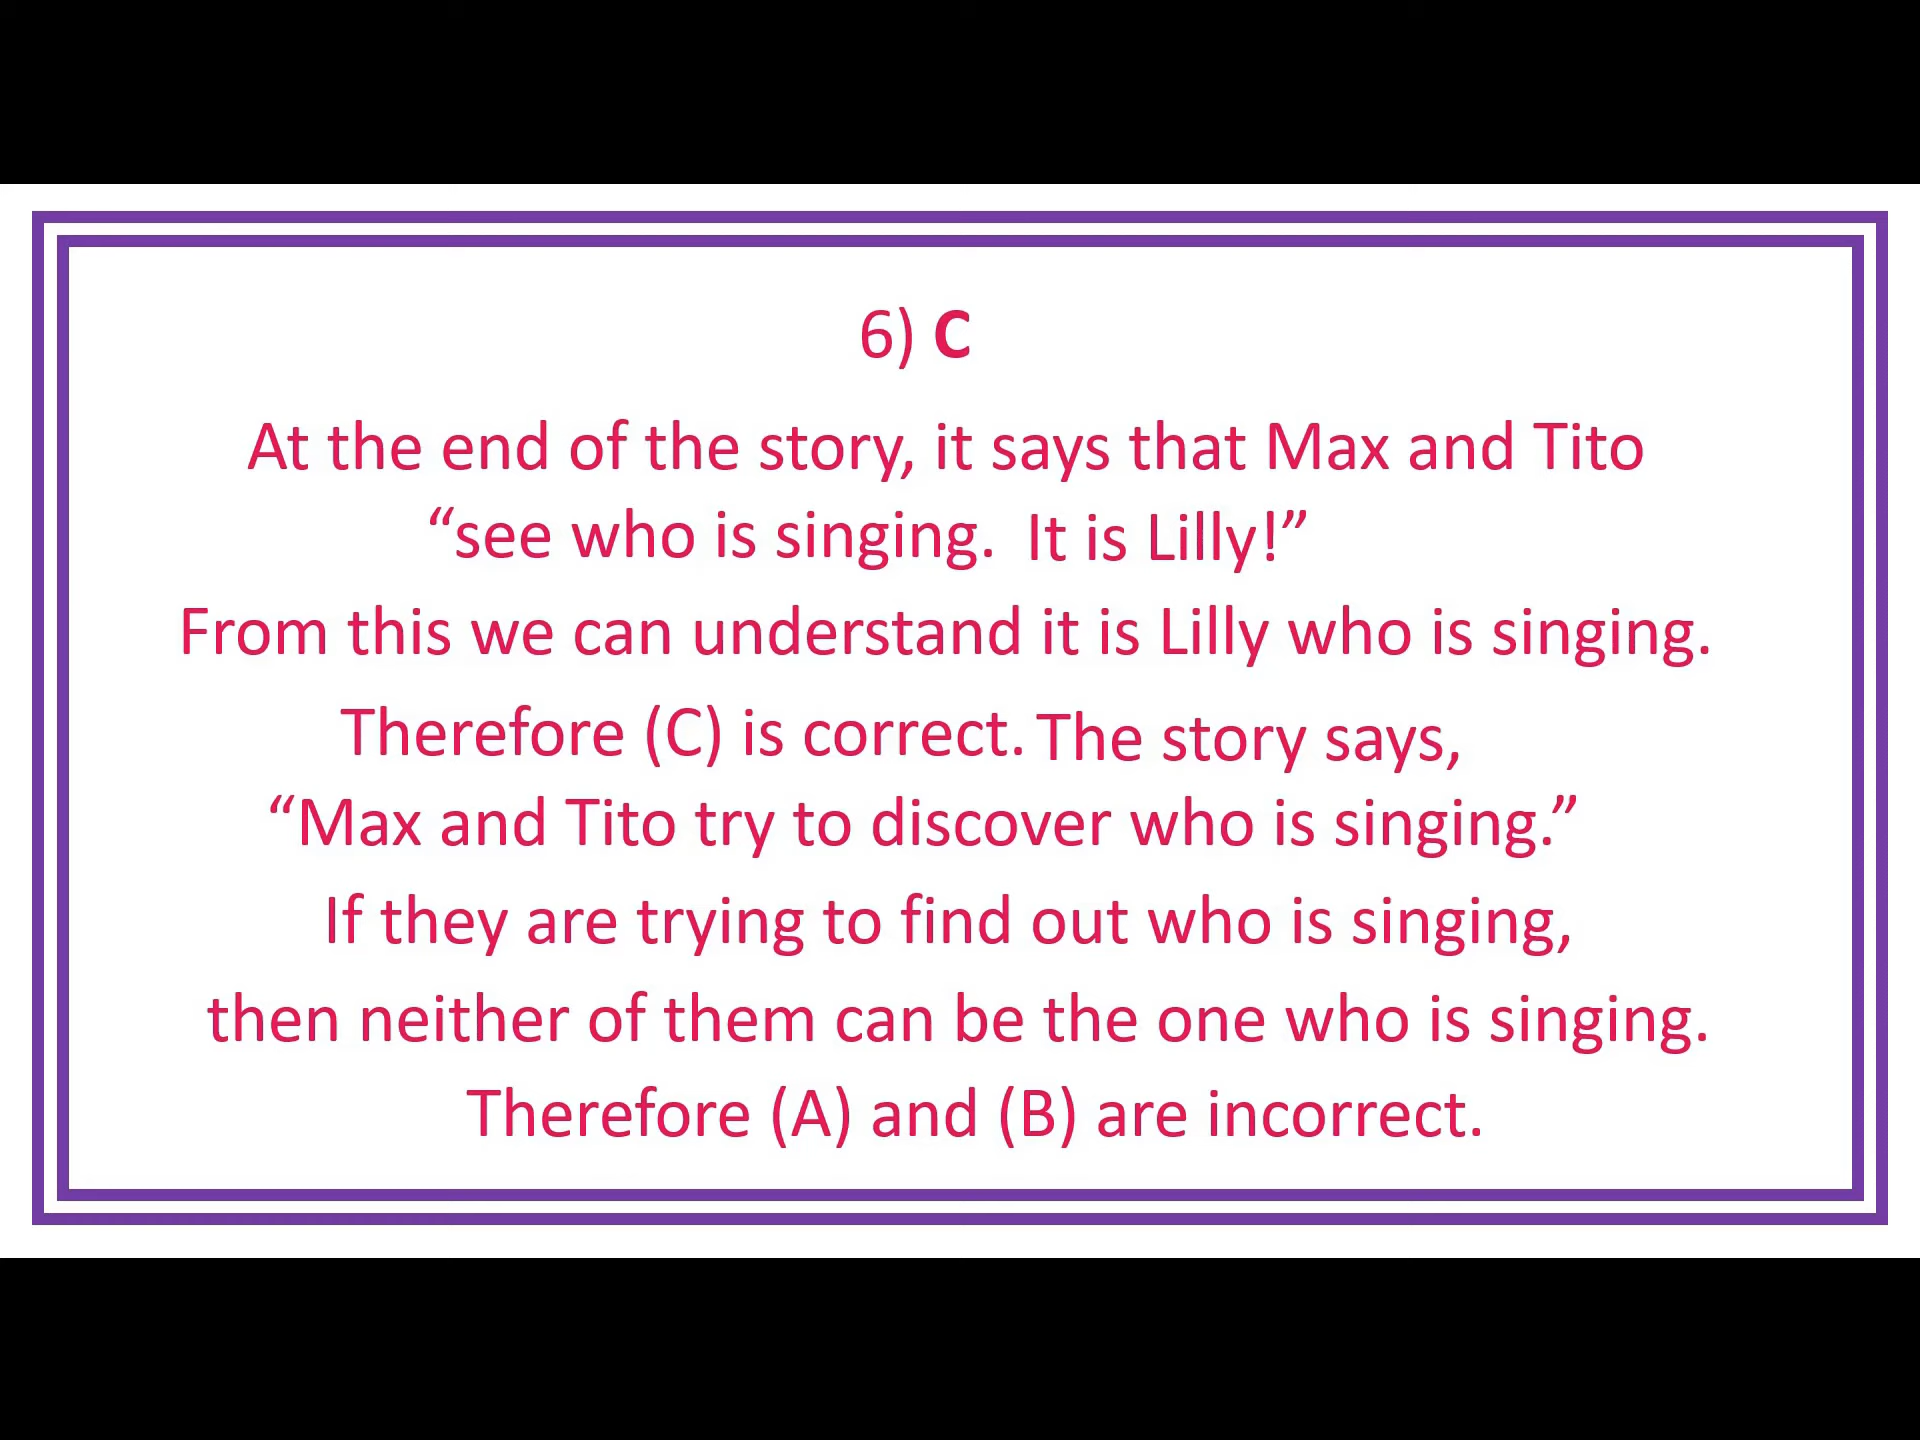 6) C
At the end of the story, it says that Max and Tito
“see who is singing.  It is Lilly!”
From this we can understand it is Lilly who is singing.
Therefore (C) is correct. The story says,
“Max and Tito try to discover who is singing.”
If they are trying to find out who is singing,
then neither of them can be the one who is singing.
Therefore (A) and (B) are incorrect.